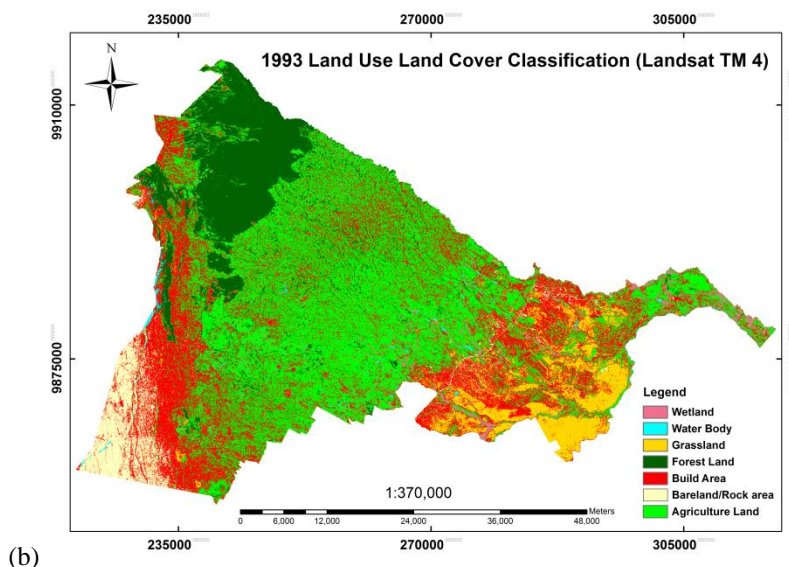 235000 270000 305000
N
1993 Land Use Land Cover Classification (Landsat TM 4)
9910000
9910000
9875000
9875000
Legend
Wetland
Water Body
Grassland
Forest Land
Build Area
Bareland/Rock area
Agriculture Land
1:370,000
Meters
0 6,000 12,000 24,000 36,000 48,000
235000 270000 305000
(b)